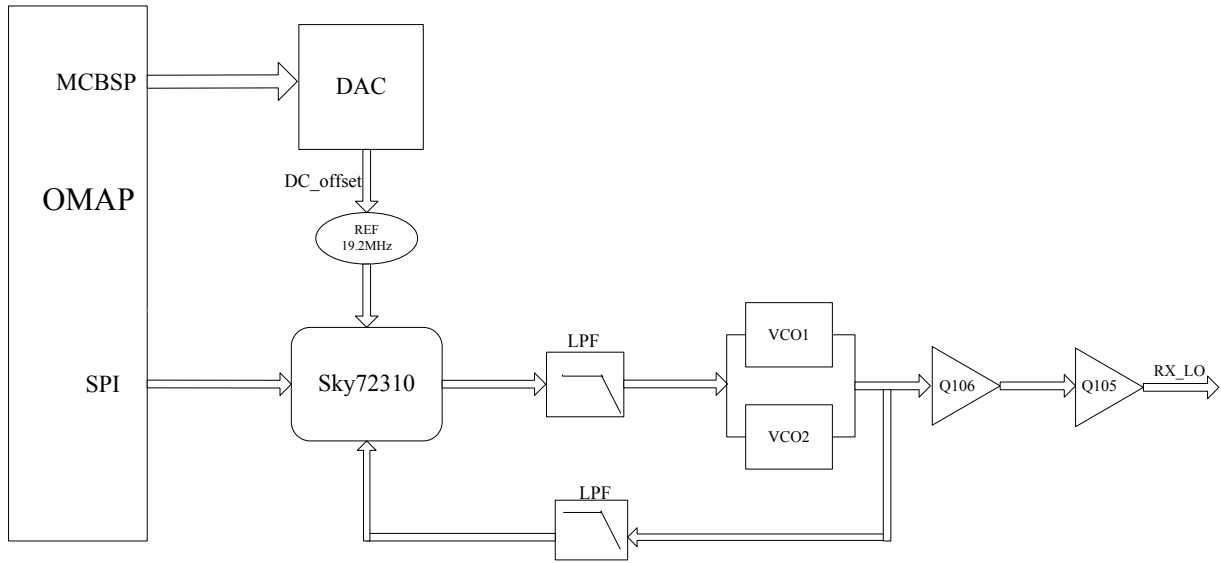 MCBSP
DAC
DC_offset
OMAP
REF
19.2MHz
SPI
Sky72310
LPF
VCO1
VCO2
Q106
Q105
RX_LO
LPF